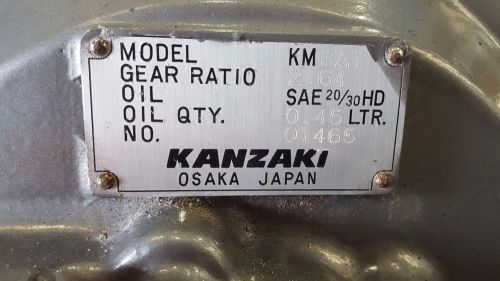 MODEL KM
GEAR RATIO 2.64
OIL SAE 20/30 HD
OIL QTY. 0.45 LTR.
NO. 01465
KANZAKI
OSAKA JAPAN